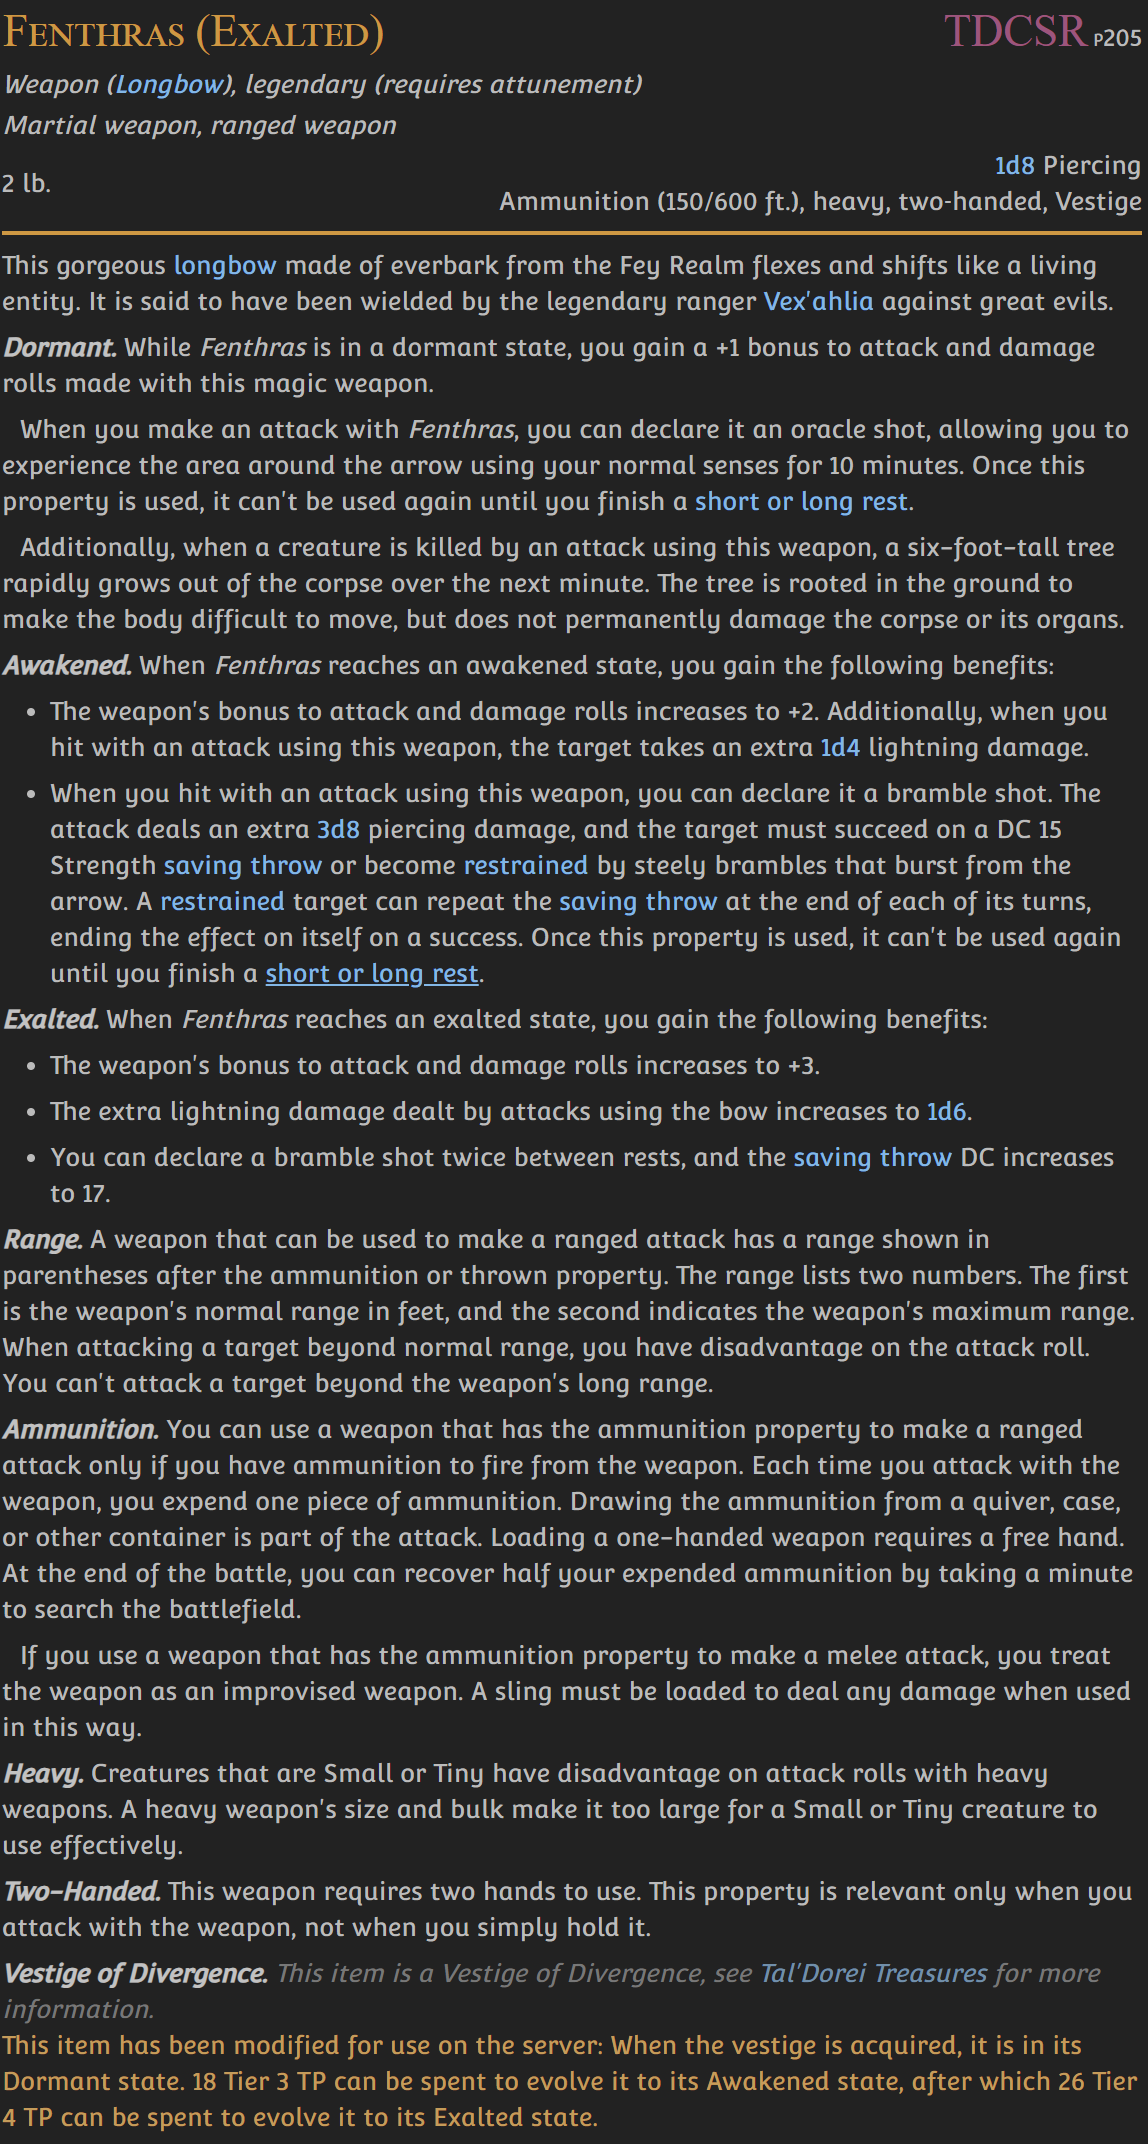 Fenthras (Exalted)
TDCSR p205
Weapon (Longbow), legendary (requires attunement)
Martial weapon, ranged weapon
1d8 Piercing
2 lb.
Ammunition (150/600 ft.), heavy, two-handed, Vestige
This gorgeous longbow made of everbark from the Fey Realm flexes and shifts like a living
entity. It is said to have been wielded by the legendary ranger Vex'ahlia against great evils.
Dormant. While Fenthras is in a dormant state, you gain a +1 bonus to attack and damage
rolls made with this magic weapon.
When you make an attack with Fenthras, you can declare it an oracle shot, allowing you to
experience the area around the arrow using your normal senses for 10 minutes. Once this
property is used, it can't be used again until you finish a short or long rest.
Additionally, when a creature is killed by an attack using this weapon, a six-foot-tall tree
rapidly grows out of the corpse over the next minute. The tree is rooted in the ground to
make the body difficult to move, but does not permanently damage the corpse or its organs.
Awakened. When Fenthras reaches an awakened state, you gain the following benefits:
• The weapon's bonus to attack and damage rolls increases to +2. Additionally, when you
hit with an attack using this weapon, the target takes an extra 1d4 lightning damage.
• When you hit with an attack using this weapon, you can declare it a bramble shot. The
attack deals an extra 3d8 piercing damage, and the target must succeed on a DC 15
Strength saving throw or become restrained by steely brambles that burst from the
arrow. A restrained target can repeat the saving throw at the end of each of its turns,
ending the effect on itself on a success. Once this property is used, it can't be used again
until you finish a short or long rest.
Exalted. When Fenthras reaches an exalted state, you gain the following benefits:
• The weapon's bonus to attack and damage rolls increases to +3.
• The extra lightning damage dealt by attacks using the bow increases to 1d6.
• You can declare a bramble shot twice between rests, and the saving throw DC increases
to 17.
Range. A weapon that can be used to make a ranged attack has a range shown in
parentheses after the ammunition or thrown property. The range lists two numbers. The first
is the weapon's normal range in feet, and the second indicates the weapon's maximum range.
When attacking a target beyond normal range, you have disadvantage on the attack roll.
You can't attack a target beyond the weapon's long range.
Ammunition. You can use a weapon that has the ammunition property to make a ranged
attack only if you have ammunition to fire from the weapon. Each time you attack with the
weapon, you expend one piece of ammunition. Drawing the ammunition from a quiver, case,
or other container is part of the attack. Loading a one-handed weapon requires a free hand.
At the end of the battle, you can recover half your expended ammunition by taking a minute
to search the battlefield.
If you use a weapon that has the ammunition property to make a melee attack, you treat
the weapon as an improvised weapon. A sling must be loaded to deal any damage when used
in this way.
Heavy. Creatures that are Small or Tiny have disadvantage on attack rolls with heavy
weapons. A heavy weapon's size and bulk make it too large for a Small or Tiny creature to
use effectively.
Two-Handed. This weapon requires two hands to use. This property is relevant only when you
attack with the weapon, not when you simply hold it.
Vestige of Divergence. This item is a Vestige of Divergence, see Tal'Dorei Treasures for more
information.
This item has been modified for use on the server: When the vestige is acquired, it is in its
Dormant state. 18 Tier 3 TP can be spent to evolve it to its Awakened state, after which 26 Tier
4 TP can be spent to evolve it to its Exalted state.